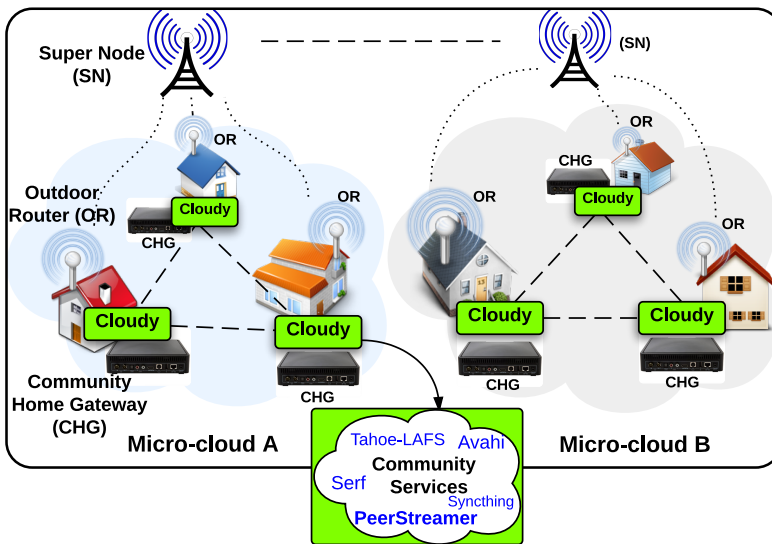 Super Node
(SN)
(SN)
OR
OR
CHG
Outdoor
Router (OR)
OR
OR
OR
Cloudy
Cloudy
CHG
13
Cloudy
Cloudy
Cloudy
Cloudy
Community
Home Gateway
(CHG)
CHG
CHG
CHG
Micro-cloud A
Micro-cloud B
Tahoe-LAFS
Avahi
Community
Services
Serf
Syncthing
PeerStreamer